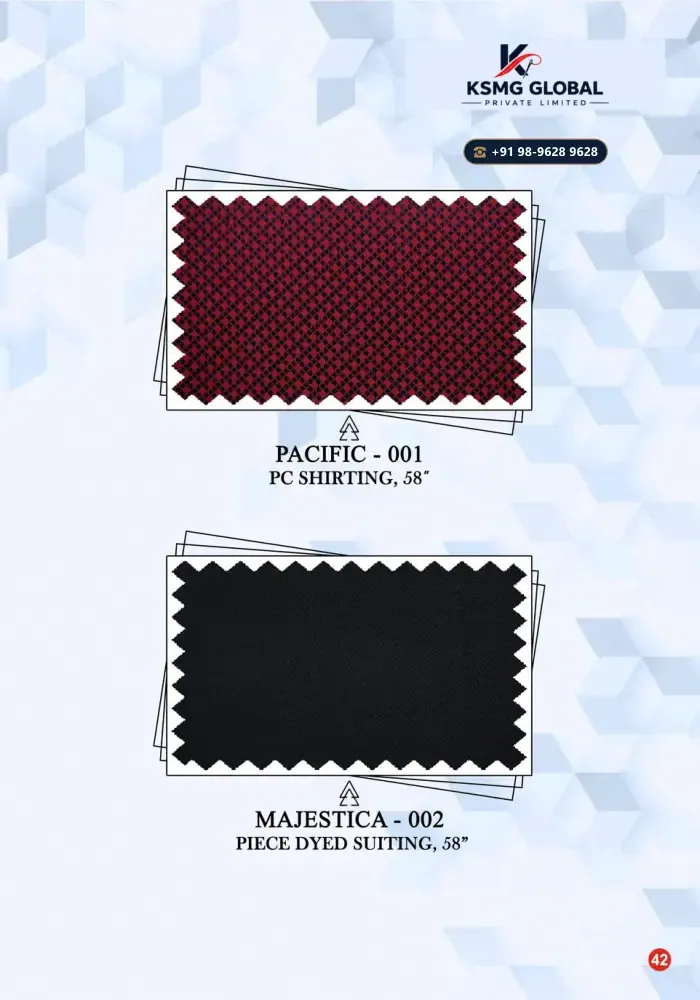 KSMG GLOBAL
PRIVATE LIMITED
+91 98-9628 9628
PACIFIC - 001
PC SHIRTING, 58″
MAJESTICA - 002
PIECE DYED SUITING, 58”
42